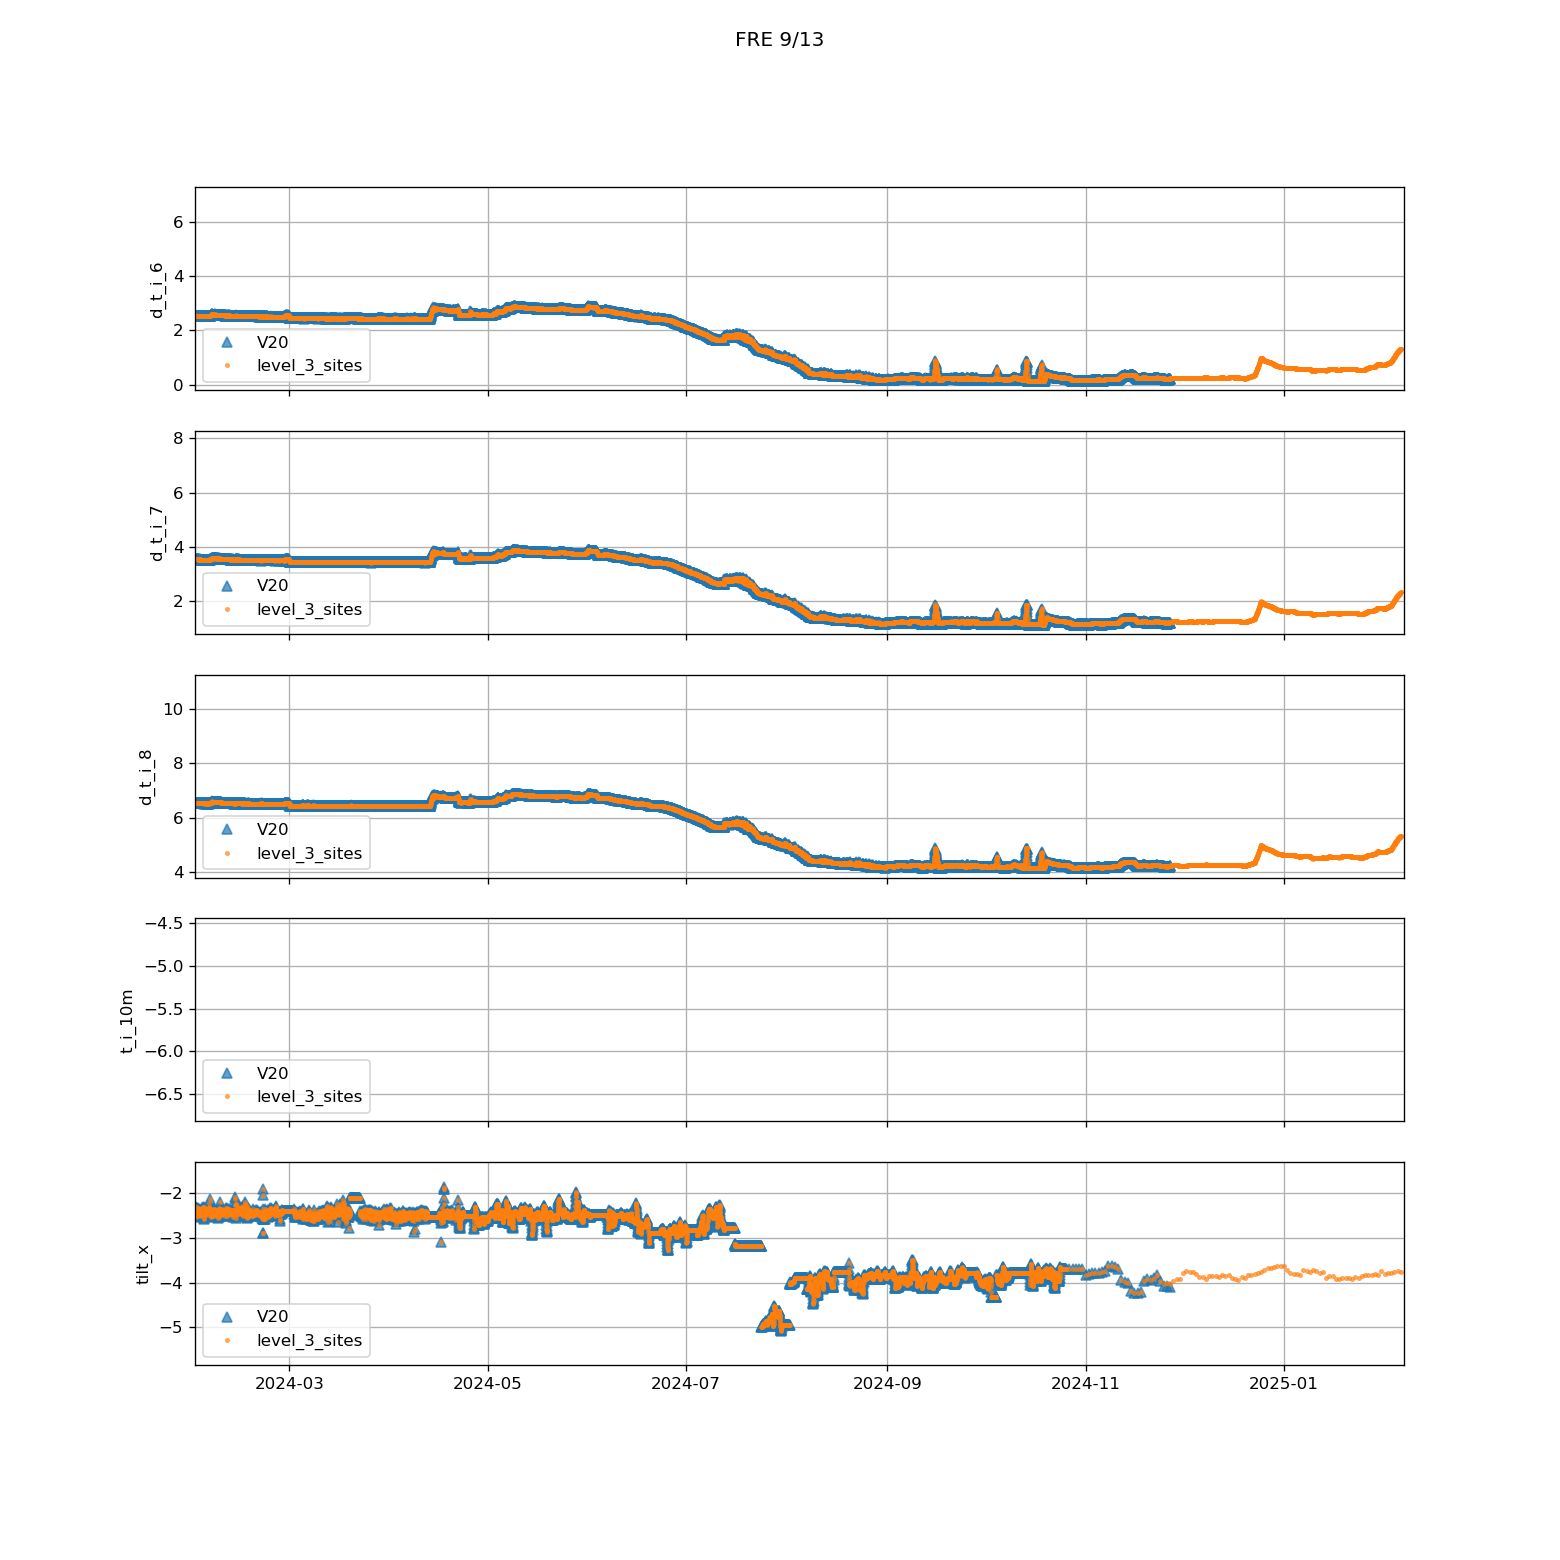 FRE 9/13
6
4
2
0
d_t_i_6
V20
level_3_sites
8
6
4
2
d_t_i_7
V20
level_3_sites
10
8
6
4
d_t_i_8
V20
level_3_sites
−4.5
−5.0
−5.5
−6.0
−6.5
t_i_10m
V20
level_3_sites
−2
−3
−4
−5
tilt_x
V20
level_3_sites
2024-03 2024-05 2024-07 2024-09 2024-11 2025-01